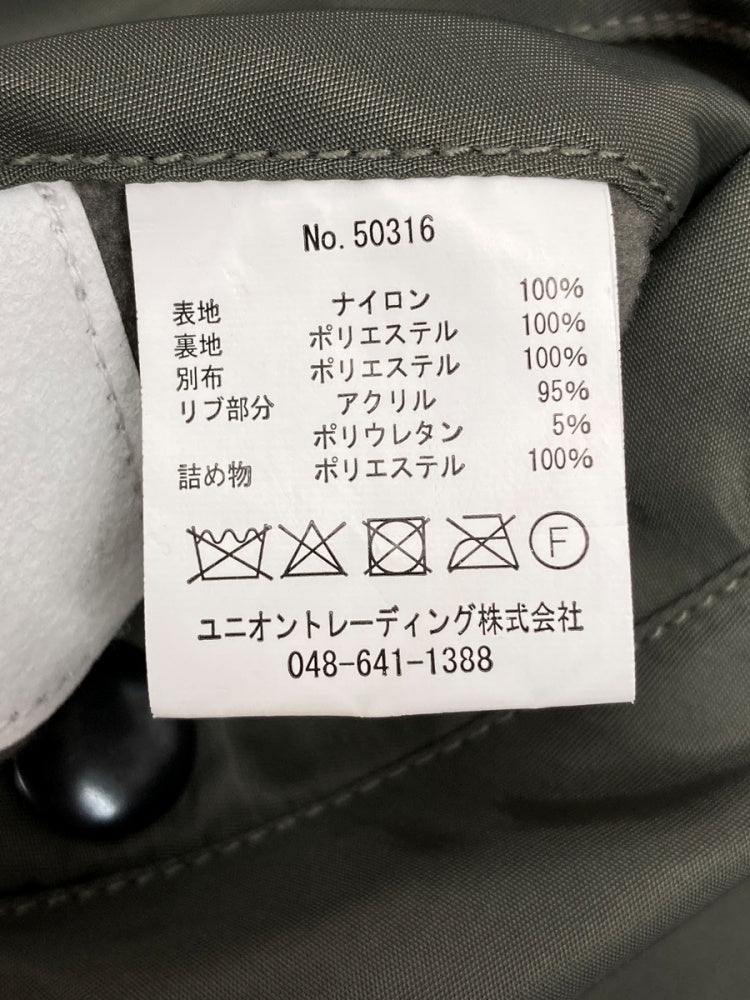 No. 50316
表地 ナイロン 100%
裏地 ポリエステル 100%
別布 ポリエステル 100%
リブ部分 アクリル 95%
ポリウレタン 5%
詰め物 ポリエステル 100%
F
ユニオントレーディング株式会社
048-641-1388